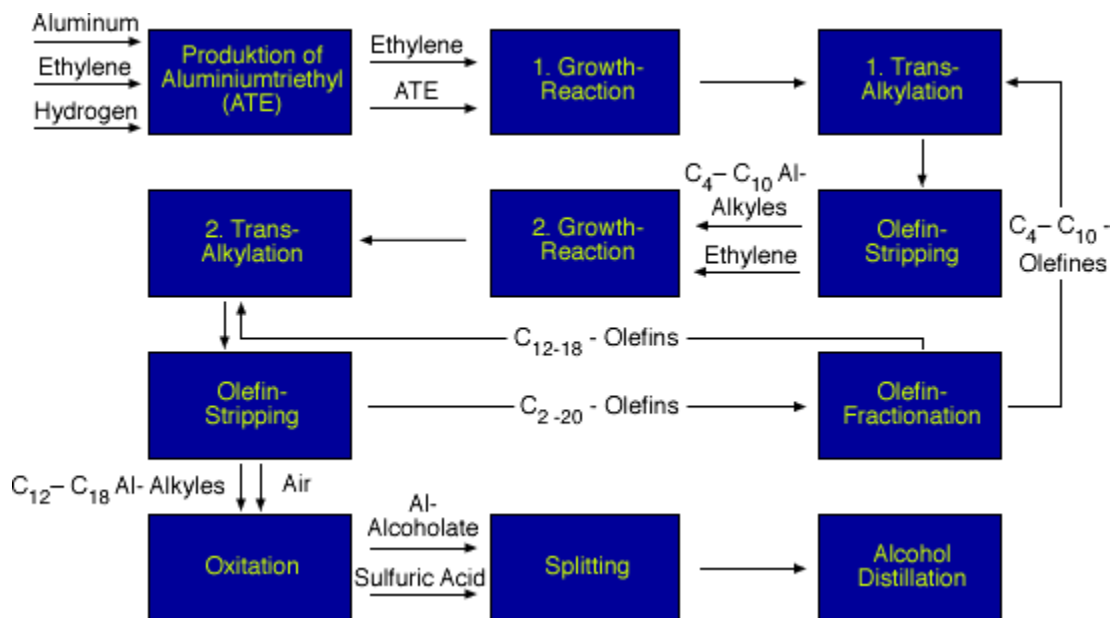 Aluminum
Ethylene
Hydrogen
Produktion of
Aluminiumtriethyl
(ATE)
Ethylene
ATE
1. Growth-
Reaction
1. Trans-
Alkylation
2. Trans-
Alkylation
2. Growth-
Reaction
C4– C10 Al-
Alkyles
Ethylene
Olefin-
Stripping
C4– C10 -
Olefines
C12-18 - Olefins
Olefin-
Stripping
C2 -20 - Olefins
Olefin-
Fractionation
C12– C18 Al- Alkyles
Air
Oxitation
Al-
Alcoholate
Sulfuric Acid
Splitting
Alcohol
Distillation